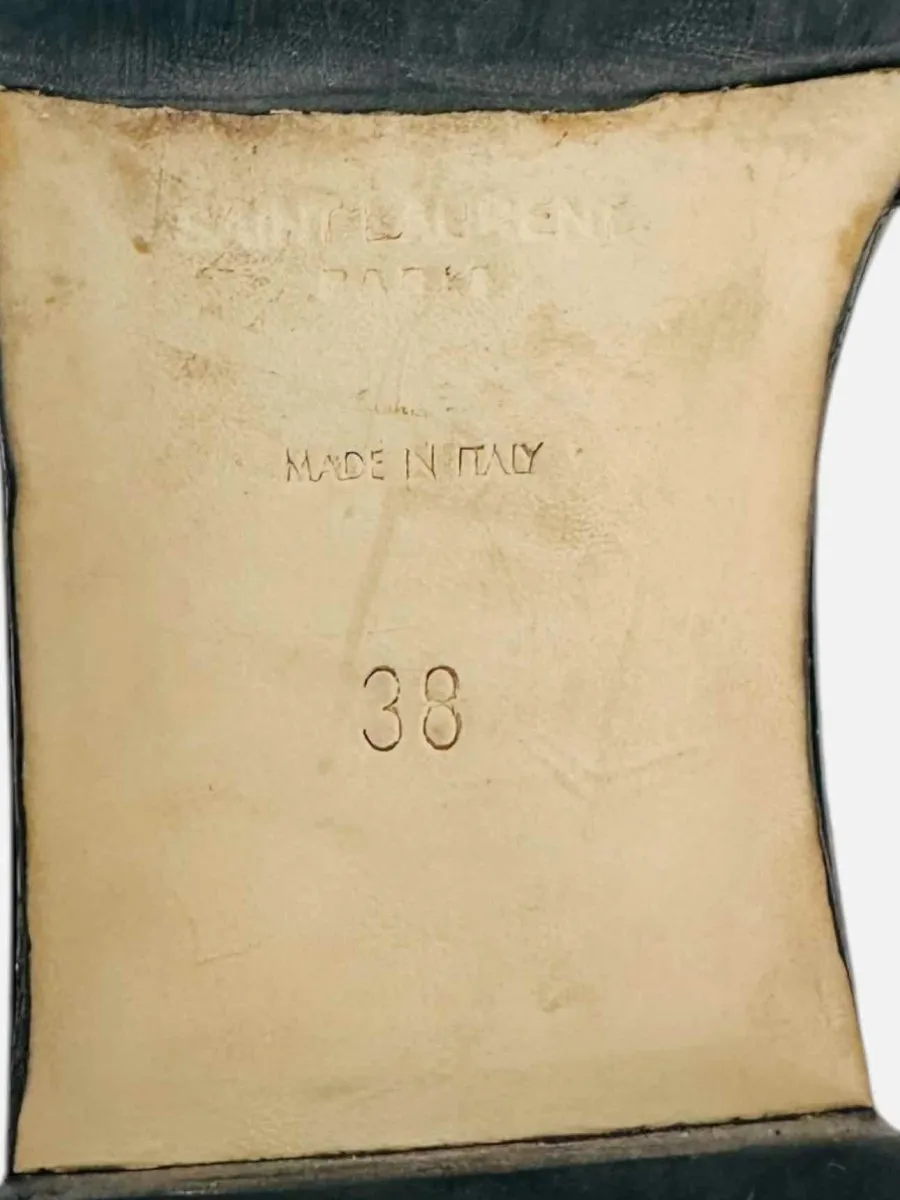 SAINT LAURENT
PARIS
MADE IN ITALY
38